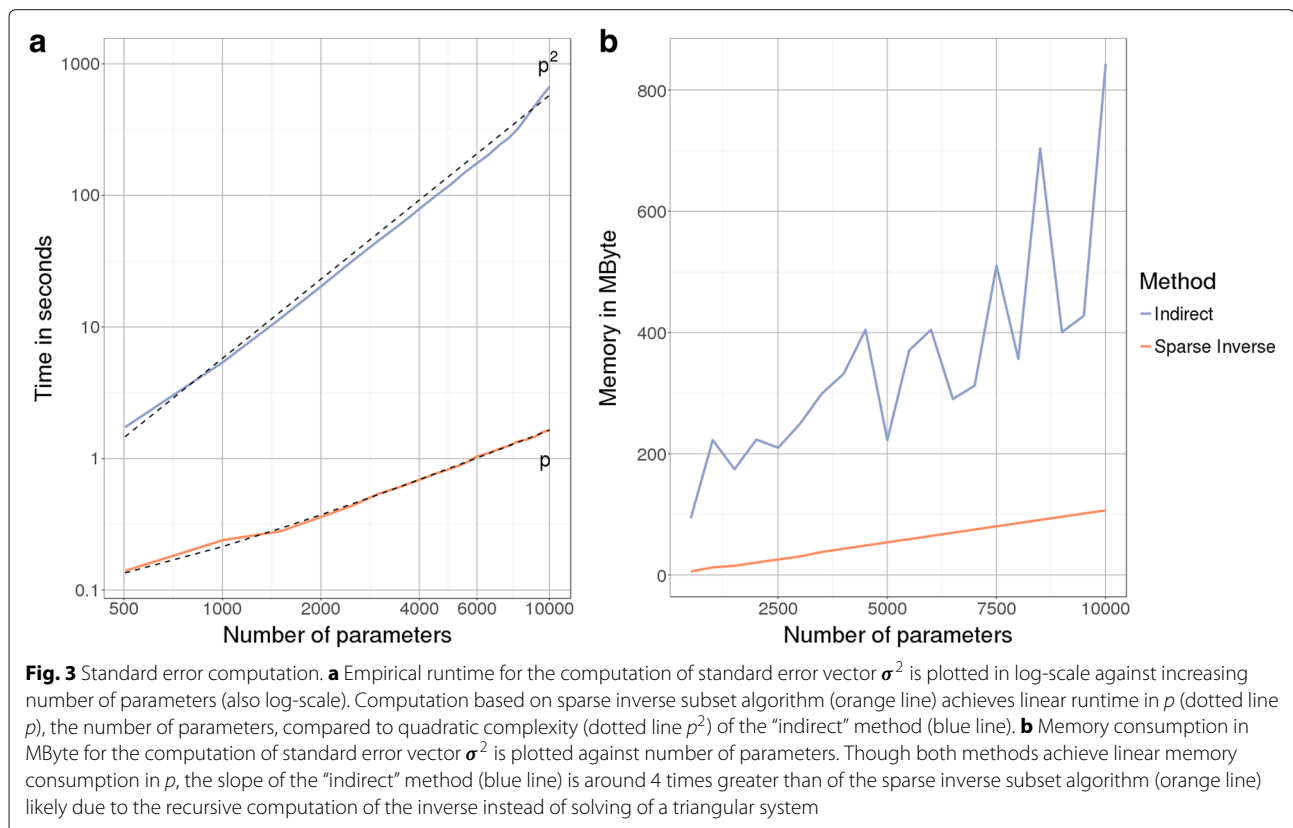 a
p²
1000
100
10
1
0.1
Time in seconds
p
500 1000 2000 4000 6000 10000
Number of parameters
b
800
600
400
200
0
Memory in MByte
2500 5000 7500 10000
Number of parameters
Method
Indirect
Sparse Inverse
Fig. 3 Standard error computation. a Empirical runtime for the computation of standard error vector σ² is plotted in log-scale against increasing
number of parameters (also log-scale). Computation based on sparse inverse subset algorithm (orange line) achieves linear runtime in p (dotted line
p), the number of parameters, compared to quadratic complexity (dotted line p²) of the “indirect” method (blue line). b Memory consumption in
MByte for the computation of standard error vector σ² is plotted against number of parameters. Though both methods achieve linear memory
consumption in p, the slope of the “indirect” method (blue line) is around 4 times greater than of the sparse inverse subset algorithm (orange line)
likely due to the recursive computation of the inverse instead of solving of a triangular system